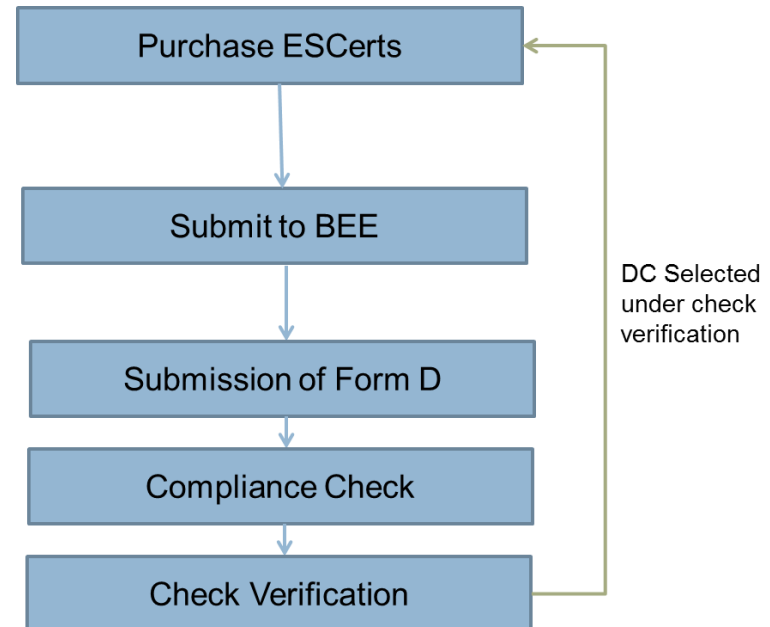 Purchase ESCerts
Submit to BEE
DC Selected
under check
verification
Submission of Form D
Compliance Check
Check Verification